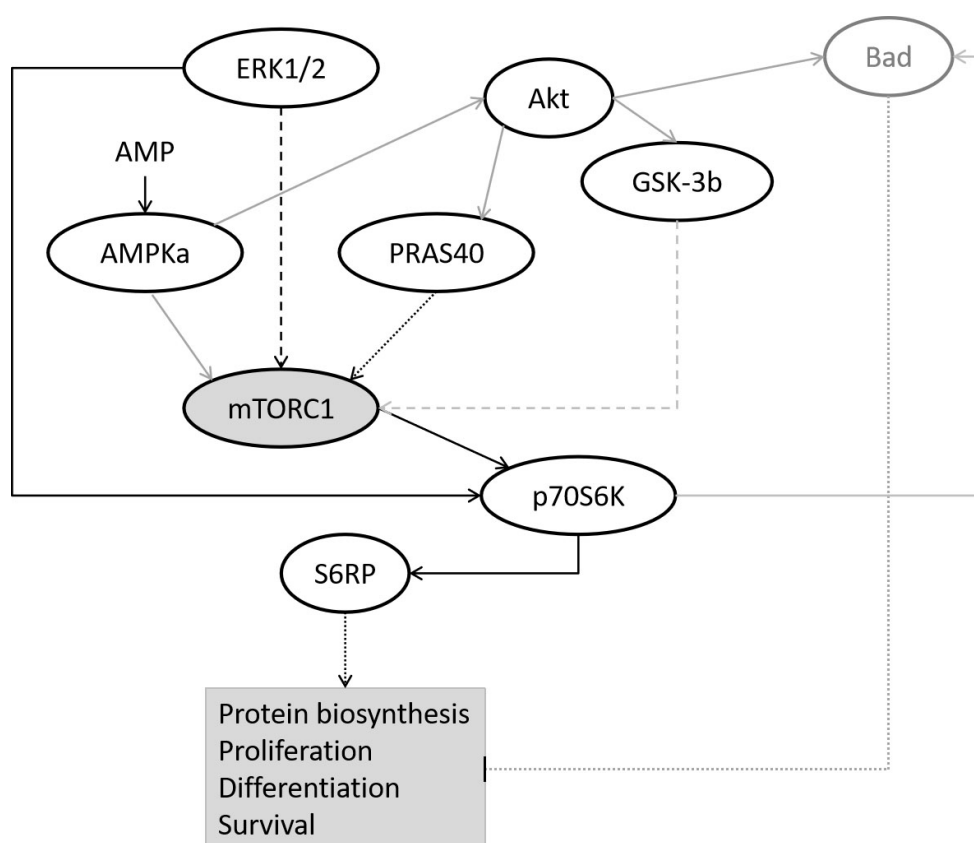 ERK1/2
Bad
Akt
AMP
GSK-3b
AMPKa
PRAS40
mTORC1
p70S6K
S6RP
Protein biosynthesis
Proliferation
Differentiation
Survival